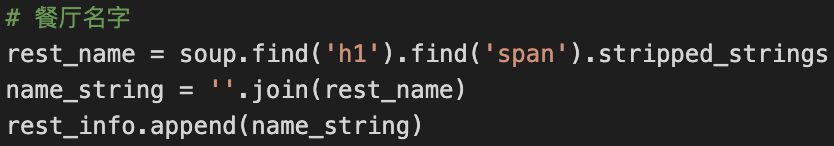 # 餐厅名字
rest_name = soup.find('h1').find('span').stripped_strings
name_string = ''.join(rest_name)
rest_info.append(name_string)